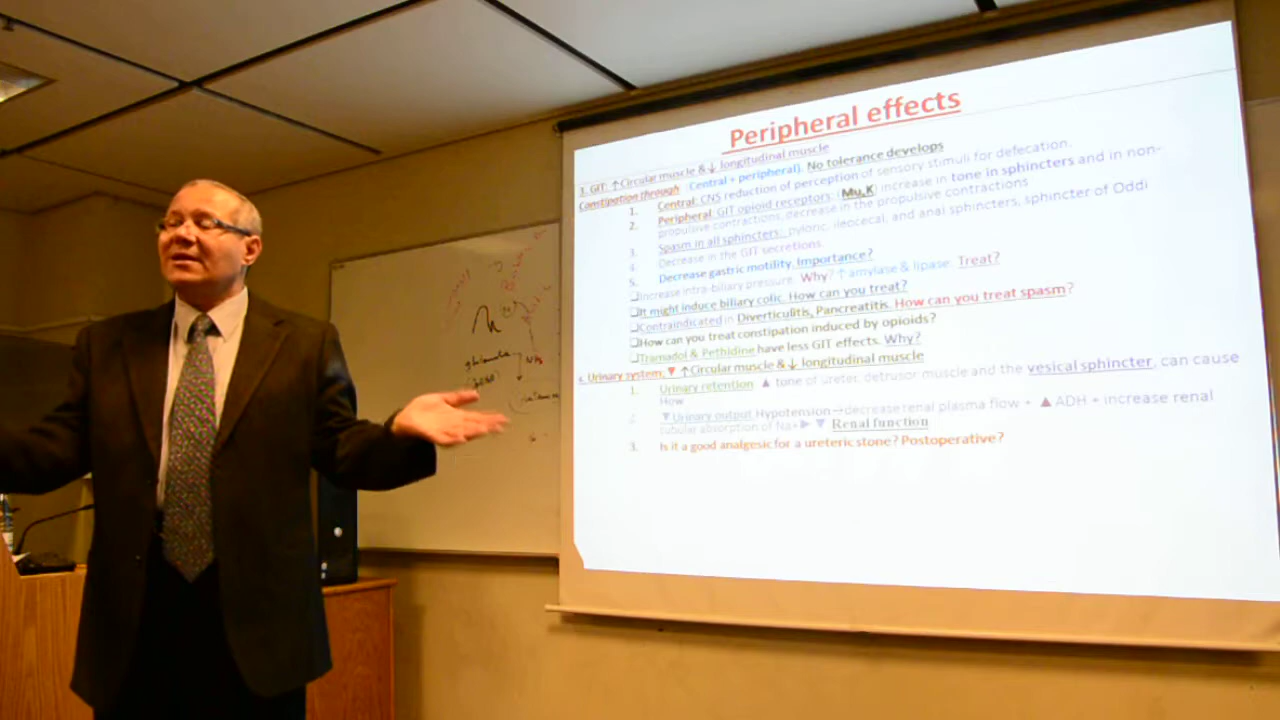 Peripheral effects
3. GIT: ↑Circular muscle & ↓ longitudinal muscle
Constipation through (Central + peripheral). No tolerance develops
1. Central: CNS reduction of perception of sensory stimuli for defecation.
2. Peripheral: GIT opioid receptors: (Mu,K) increase in tone in sphincters and in non-
propulsive contractions, decrease in the propulsive contractions
3. Spasm in all sphincters: pyloric, ileocecal, and anal sphincters, sphincter of Oddi
4. Decrease in the GIT secretions.
5. Decrease gastric motility. Importance?
❑Increase intra-biliary pressure. Why? ↑ amylase & lipase. Treat?
❑It might induce biliary colic. How can you treat?
❑Contraindicated in Diverticulitis, Pancreatitis. How can you treat spasm?
❑How can you treat constipation induced by opioids?
❑Tramadol & Pethidine have less GIT effects. Why?
4. Urinary system: ▼ ↑Circular muscle & ↓ longitudinal muscle
1. Urinary retention ▲ tone of ureter, detrusor muscle and the vesical sphincter, can cause
How
2. ▼Urinary output Hypotension→decrease renal plasma flow + ▲ ADH + increase renal
tubular absorption of Na+► ▼ Renal function
3. Is it a good analgesic for a ureteric stone? Postoperative?
glutamate